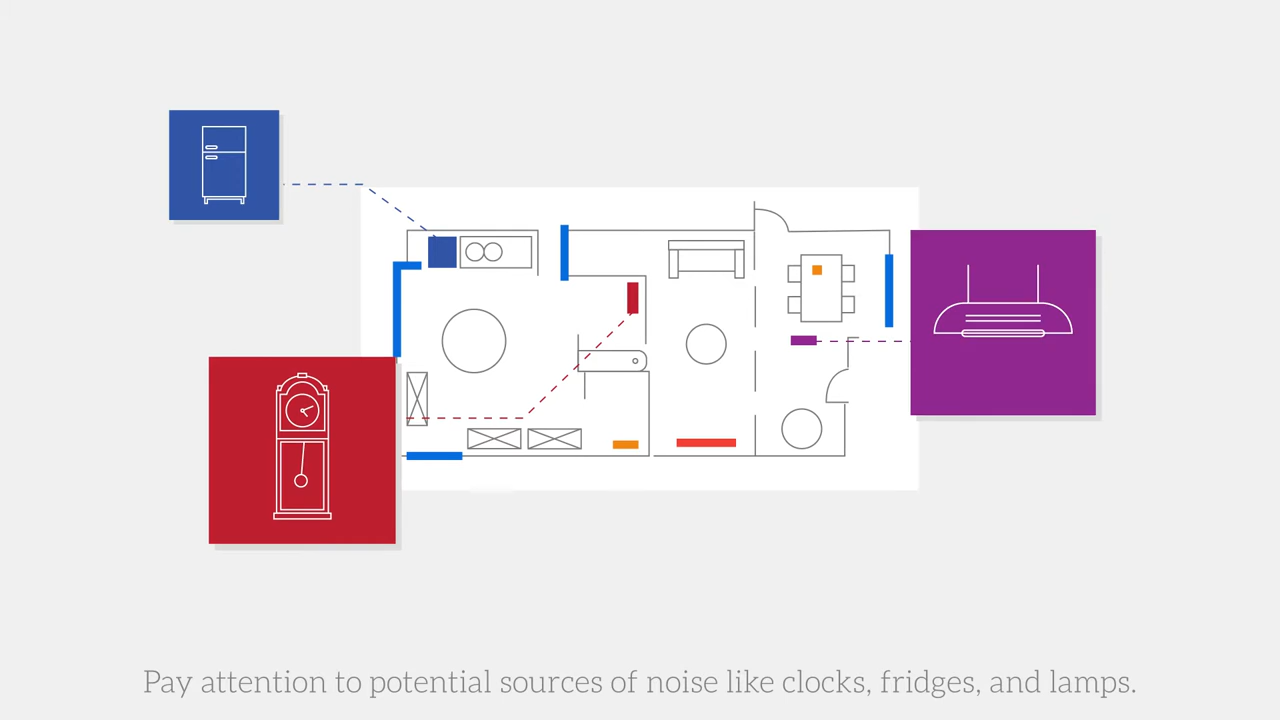 Pay attention to potential sources of noise like clocks, fridges, and lamps.